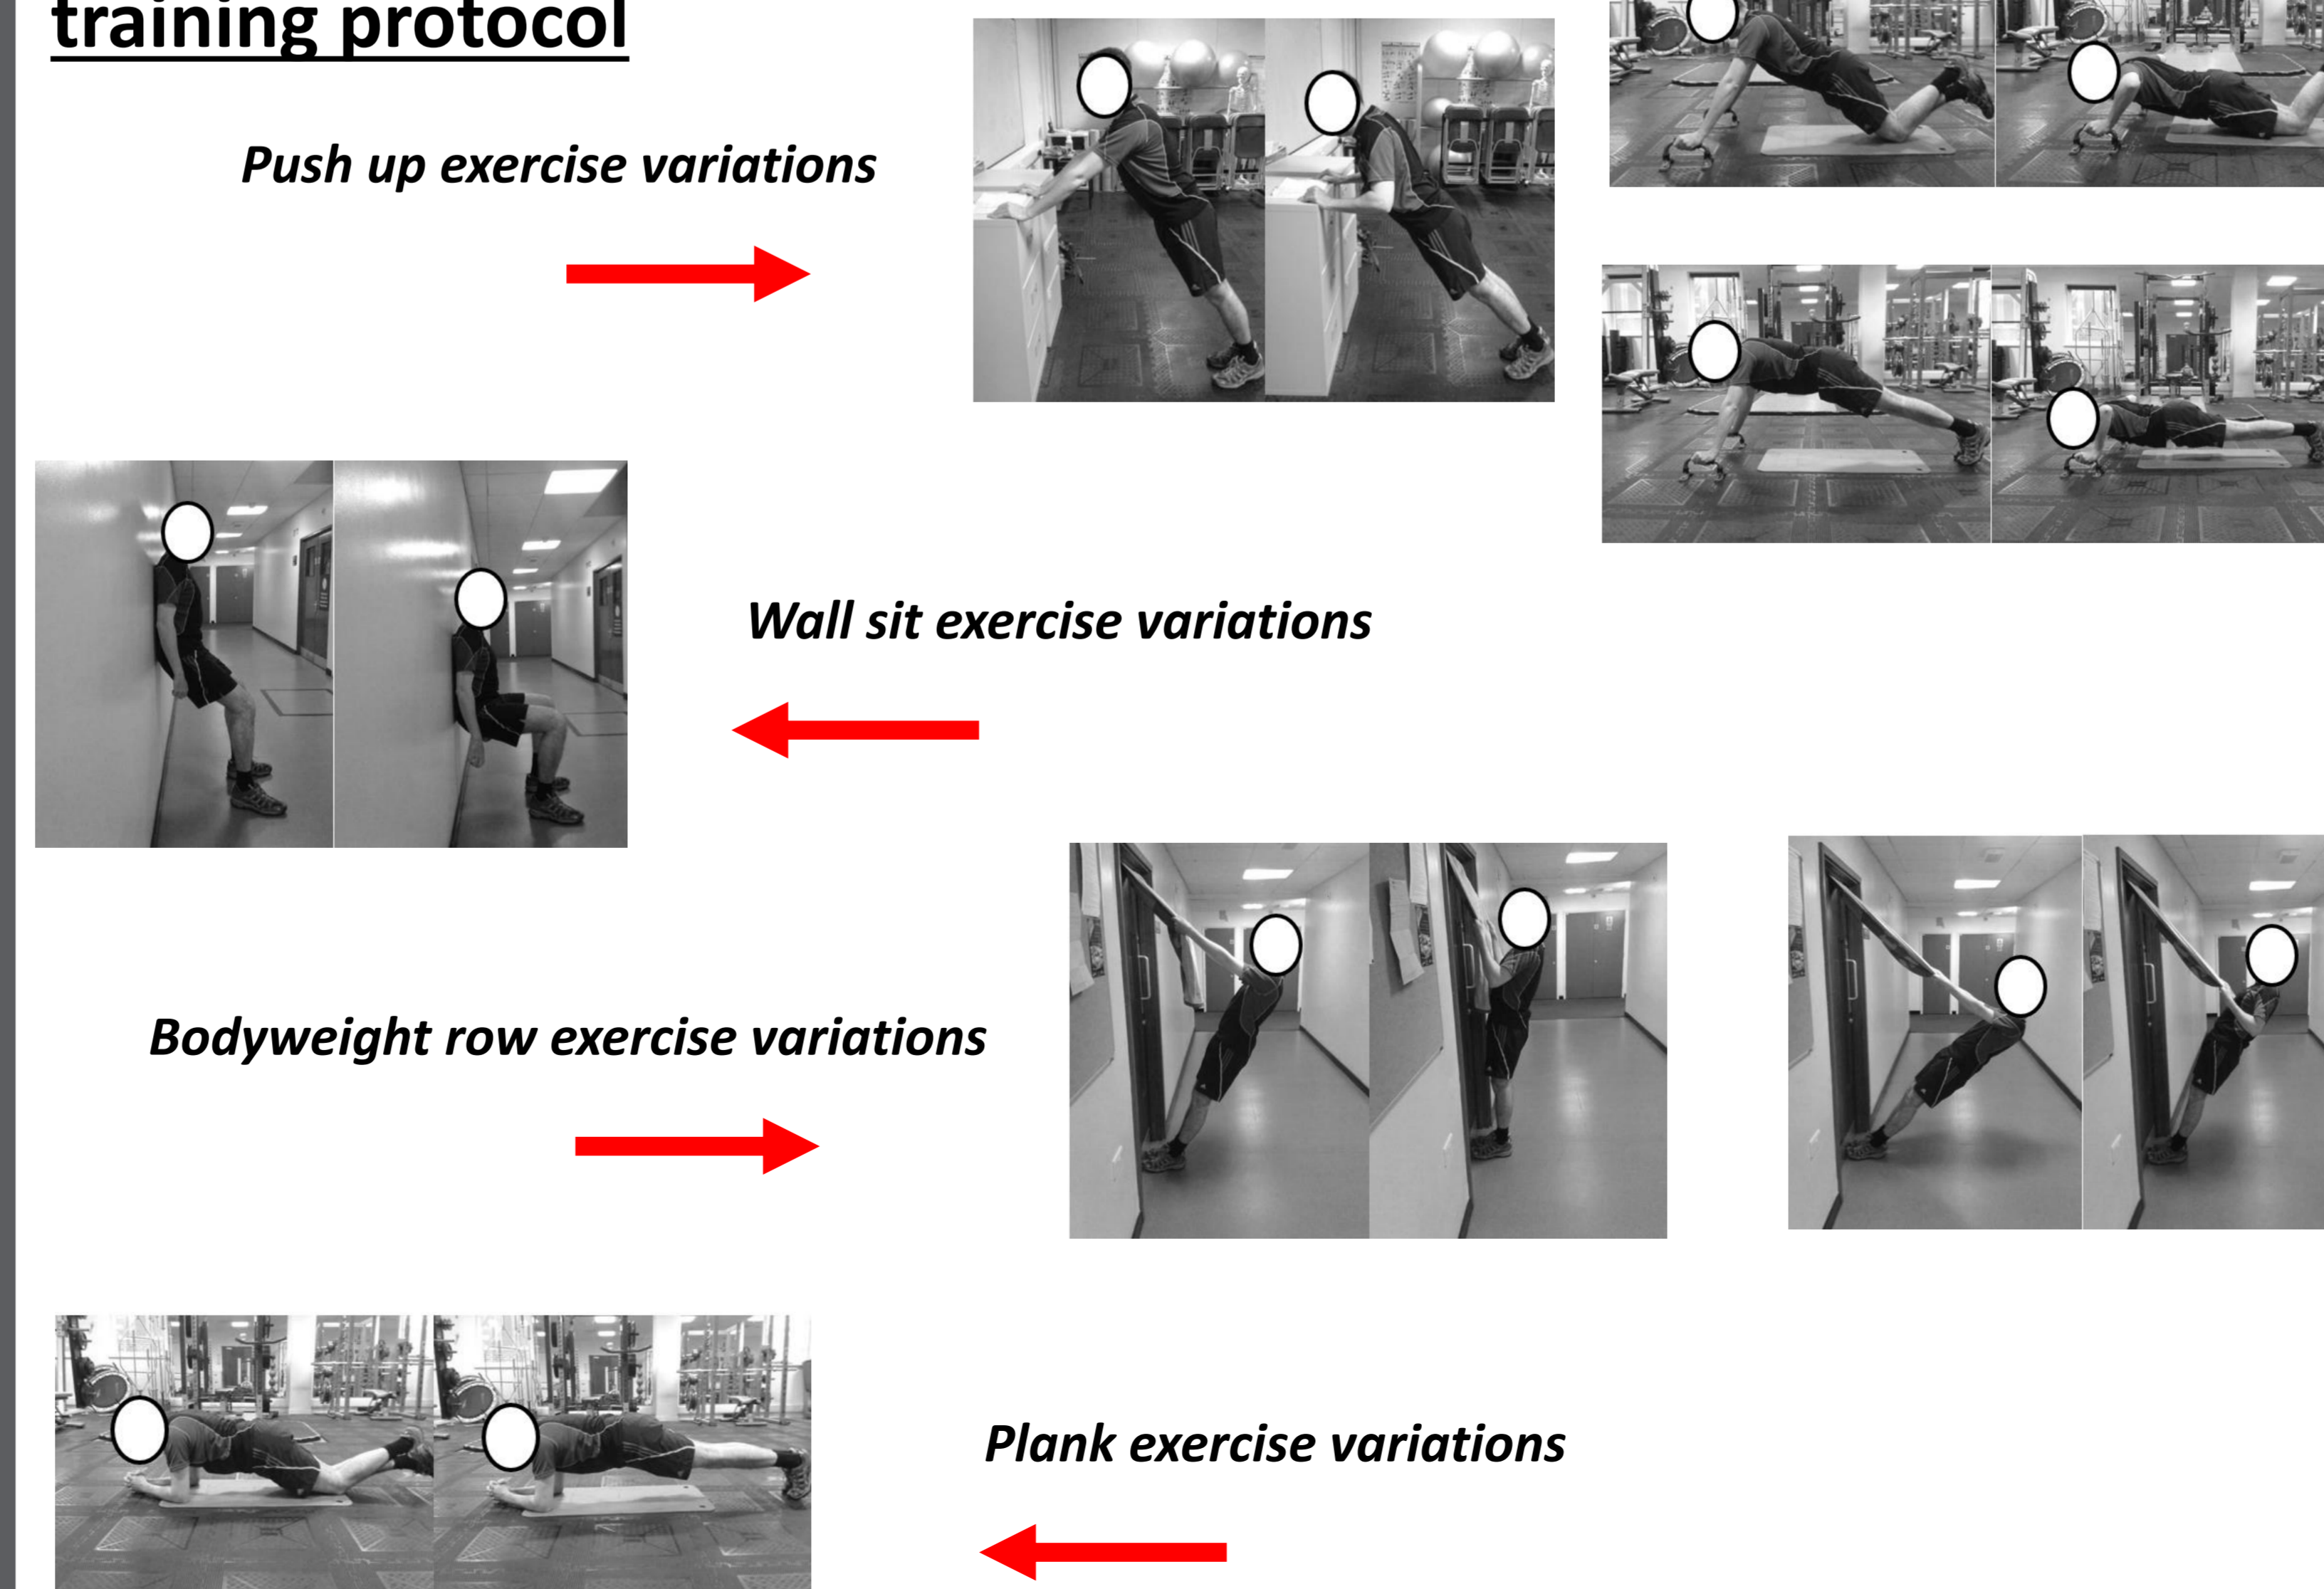 training protocol
Push up exercise variations
Wall sit exercise variations
Bodyweight row exercise variations
Plank exercise variations